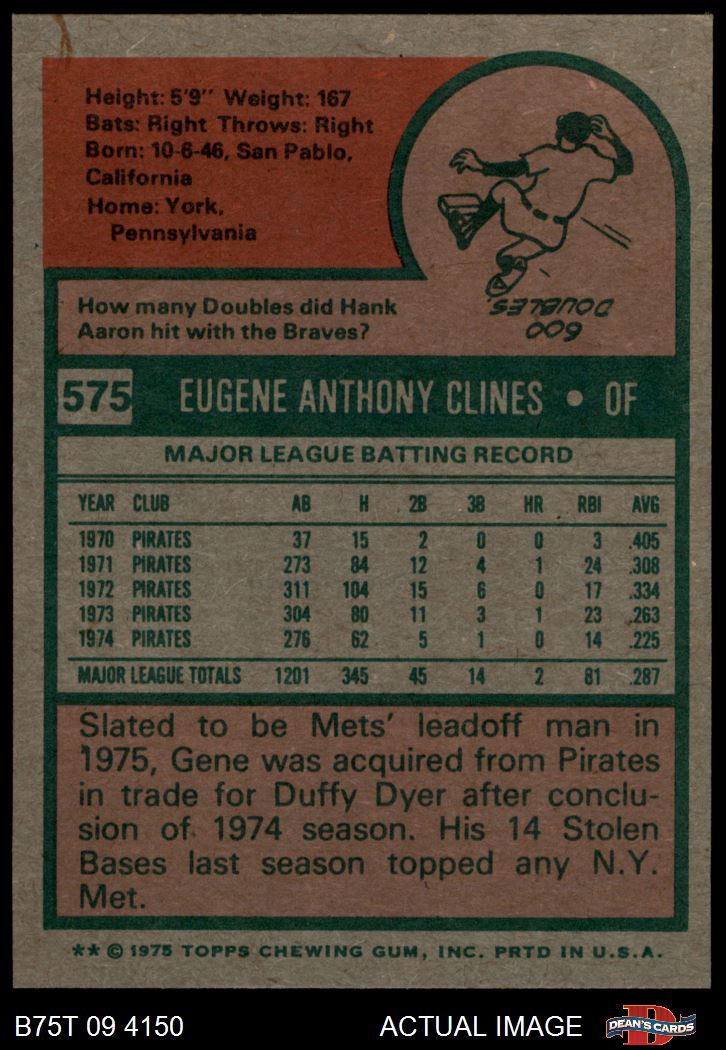 Height: 5'9" Weight: 167
Bats: Right Throws: Right
Born: 10-6-46, San Pablo,
California
Home: York,
Pennsylvania
How many Doubles did Hank
Aaron hit with the Braves?
600
DOUBLES.
575 EUGENE ANTHONY CLINES • OF
MAJOR LEAGUE BATTING RECORD
YEAR CLUB AB H 2B 3B HR RBI AVG
1970 PIRATES 37 15 2 0 0 3 .405
1971 PIRATES 273 84 12 4 1 24 .308
1972 PIRATES 311 104 15 6 0 17 .334
1973 PIRATES 304 80 11 3 1 23 .263
1974 PIRATES 276 62 5 1 0 14 .225
MAJOR LEAGUE TOTALS 1201 345 45 14 2 81 .287
Slated to be Mets' leadoff man in
1975, Gene was acquired from Pirates
in trade for Duffy Dyer after conclu-
sion of 1974 season. His 14 Stolen
Bases last season topped any N.Y.
Met.
** © 1975 TOPPS CHEWING GUM, INC. PRTD IN U.S.A.
B75T 09 4150 ACTUAL IMAGE DEAN'S CARDS